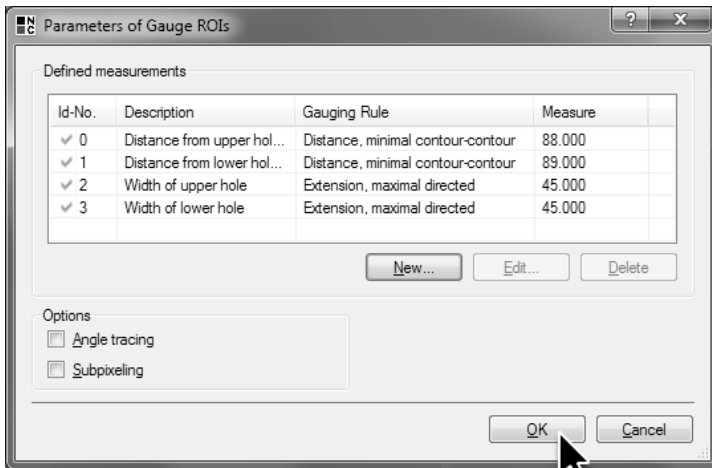 NC Parameters of Gauge ROIs ? X
Defined measurements
Id-No. Description Gauging Rule Measure
0 Distance from upper hol... Distance, minimal contour-contour 88.000
1 Distance from lower hol... Distance, minimal contour-contour 89.000
2 Width of upper hole Extension, maximal directed 45.000
3 Width of lower hole Extension, maximal directed 45.000
New... Edit... Delete
Options
Angle tracing
Subpixeling
OK Cancel